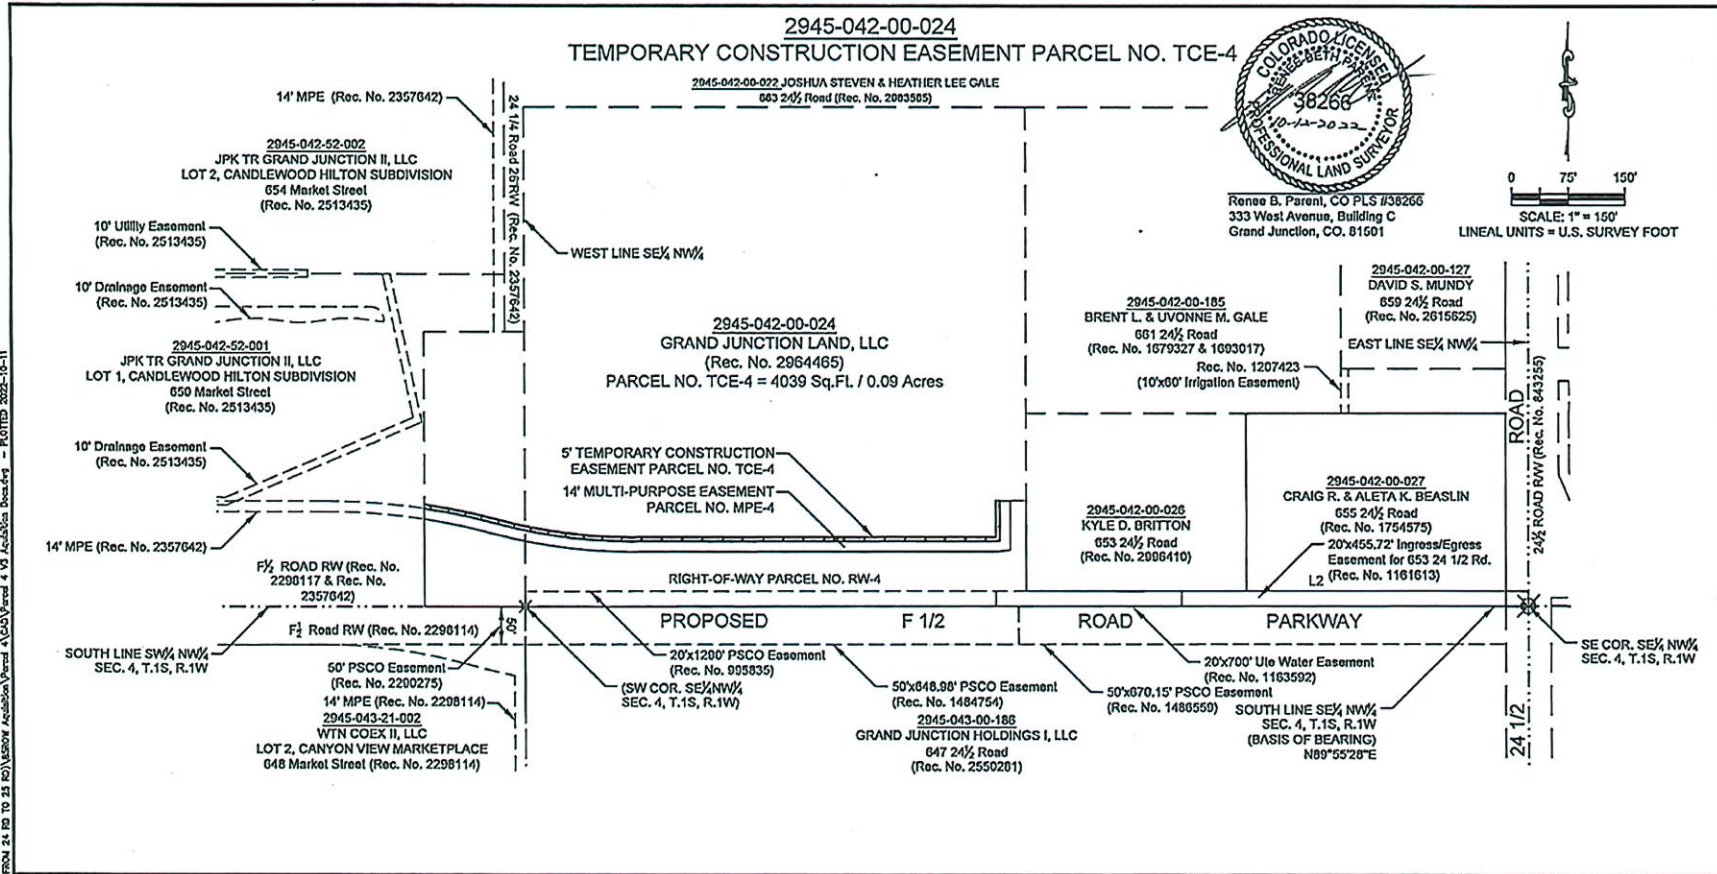 2945-042-00-024
TEMPORARY CONSTRUCTION EASEMENT PARCEL NO. TCE-4
2945-042-00-022 JOSHUA STEVEN & HEATHER LEE GALE
663 24½ Road (Rec. No. 2083585)
COLORADO LICENSED
RENEE BETH PARENT
38266
10-12-2022
PROFESSIONAL LAND SURVEYOR
Renee B. Parent, CO PLS #38266
333 West Avenue, Building C
Grand Junction, CO. 81501
0 75' 150'
SCALE: 1" = 150'
LINEAL UNITS = U.S. SURVEY FOOT
14' MPE (Rec. No. 2357642)
24 1/4 Road 25'RW (Rec. No. 2357642)
2945-042-52-002
JPK TR GRAND JUNCTION II, LLC
LOT 2, CANDLEWOOD HILTON SUBDIVISION
654 Market Street
(Rec. No. 2513435)
10' Utility Easement
(Rec. No. 2513435)
WEST LINE SE¼ NW¼
10' Drainage Easement
(Rec. No. 2513435)
2945-042-52-001
JPK TR GRAND JUNCTION II, LLC
LOT 1, CANDLEWOOD HILTON SUBDIVISION
650 Market Street
(Rec. No. 2513435)
2945-042-00-024
GRAND JUNCTION LAND, LLC
(Rec. No. 2964465)
PARCEL NO. TCE-4 = 4039 Sq.Ft. / 0.09 Acres
2945-042-00-185
BRENT L. & UVONNE M. GALE
661 24½ Road
(Rec. No. 1679327 & 1693017)
Rec. No. 1207423
(10'x60' Irrigation Easement)
2945-042-00-127
DAVID S. MUNDY
659 24½ Road
(Rec. No. 2615625)
EAST LINE SE¼ NW¼
ROAD
24½ ROAD R/W (Rec. No. 843255)
10' Drainage Easement
(Rec. No. 2513435)
5' TEMPORARY CONSTRUCTION
EASEMENT PARCEL NO. TCE-4
14' MULTI-PURPOSE EASEMENT
PARCEL NO. MPE-4
2945-042-00-026
KYLE D. BRITTON
653 24½ Road
(Rec. No. 2996410)
2945-042-00-027
CRAIG R. & ALETA K. BEASLIN
655 24½ Road
(Rec. No. 1754575)
20'x455.72' Ingress/Egress
Easement for 653 24 1/2 Rd.
(Rec. No. 1161613)
L2
14' MPE (Rec. No. 2357642)
F½ ROAD RW (Rec. No.
2298117 & Rec. No.
2357642)
RIGHT-OF-WAY PARCEL NO. RW-4
PROPOSED F 1/2 ROAD PARKWAY
F½ Road RW (Rec. No. 2298114)
50'
SOUTH LINE SW¼ NW¼
SEC. 4, T.1S, R.1W
50' PSCO Easement
(Rec. No. 2200275)
14' MPE (Rec. No. 2298114)
2945-043-21-002
WTN COEX II, LLC
LOT 2, CANYON VIEW MARKETPLACE
648 Market Street (Rec. No. 2298114)
20'x1200' PSCO Easement
(Rec. No. 995835)
(SW COR. SE¼NW¼
SEC. 4, T.1S, R.1W)
50'x648.98' PSCO Easement
(Rec. No. 1484754)
2945-043-00-186
GRAND JUNCTION HOLDINGS I, LLC
647 24½ Road
(Rec. No. 2550281)
20'x700' Ute Water Easement
(Rec. No. 1163592)
50'x670.15' PSCO Easement
(Rec. No. 1486559)
SOUTH LINE SE¼ NW¼
SEC. 4, T.1S, R.1W
(BASIS OF BEARING)
N89°55'28"E
SE COR. SE¼ NW¼
SEC. 4, T.1S, R.1W
24 1/2